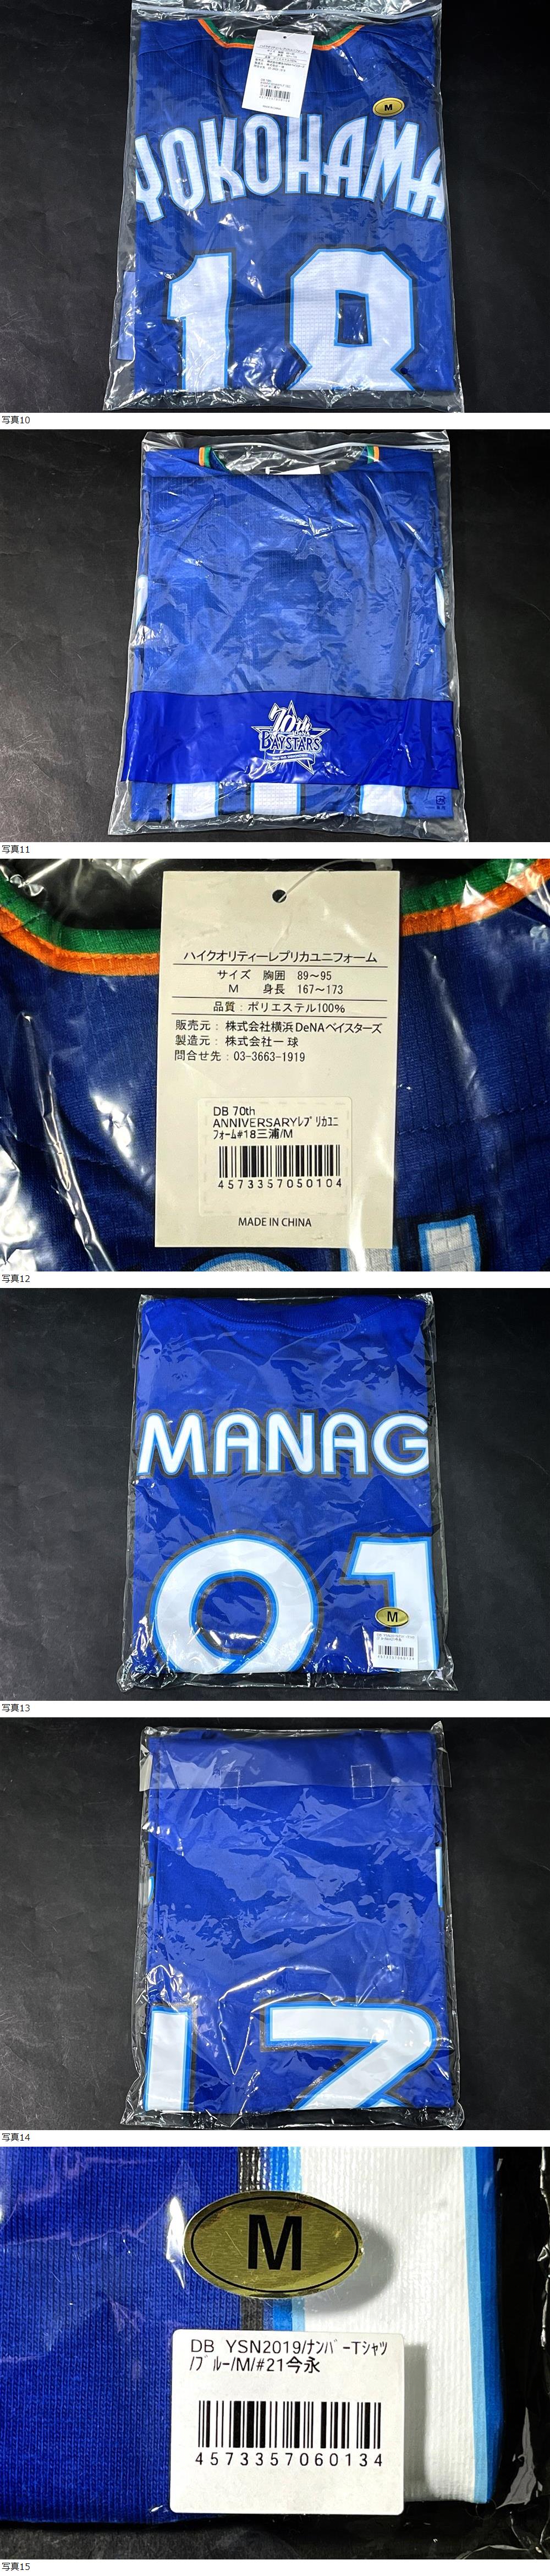 M
YOKOHAMA
18
写真10
70th
BAYSTARS
写真11
ハイクオリティーレプリカユニフォーム
サイズ 胸囲 89～95
M 身長 167～173
品質：ポリエステル100%
販売元：株式会社横浜DeNAベイスターズ
製造元：株式会社一球
問合せ先：03-3663-1919
DB 70th
ANNIVERSARYﾚﾌﾟﾘｶﾕﾆ
ﾌｫｰﾑ#18三浦/M
4573357050104
MADE IN CHINA
写真12
MANAG
91
M
写真13
写真14
M
DB YSN2019/ﾅﾝﾊﾞｰTｼｬﾂ
/ﾌﾞﾙｰ/M/#21今永
4573357060134
写真15